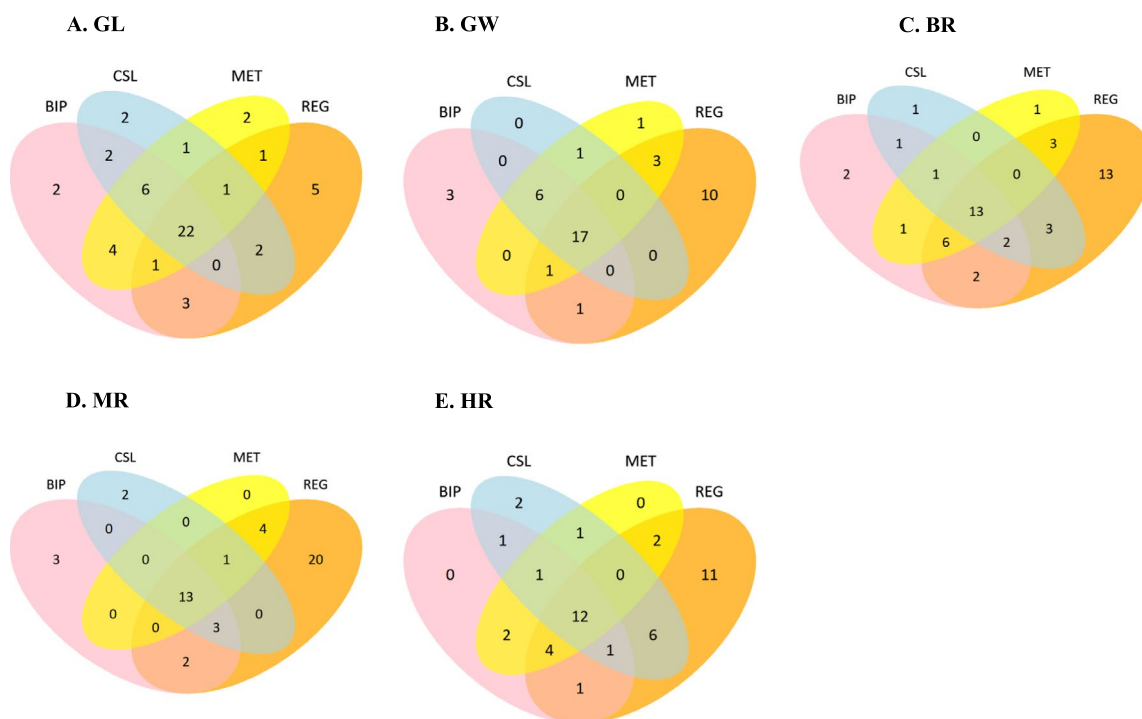 A. GL
B. GW
C. BR
CSL MET
BIP REG
2 2
2 1 1
2 6 1 5
22
4 1 0 2
3
CSL MET
BIP REG
0 1
0 1 3
3 6 0 10
17
0 1 0 0
1
CSL MET
BIP REG
1 1
1 0 3
2 1 0 13
13
1 6 2 3
2
D. MR
E. HR
CSL MET
BIP REG
2 0
0 0 4
3 0 1 20
13
0 0 3 0
2
CSL MET
BIP REG
2 0
1 1 2
0 1 0 11
12
2 4 1 6
1